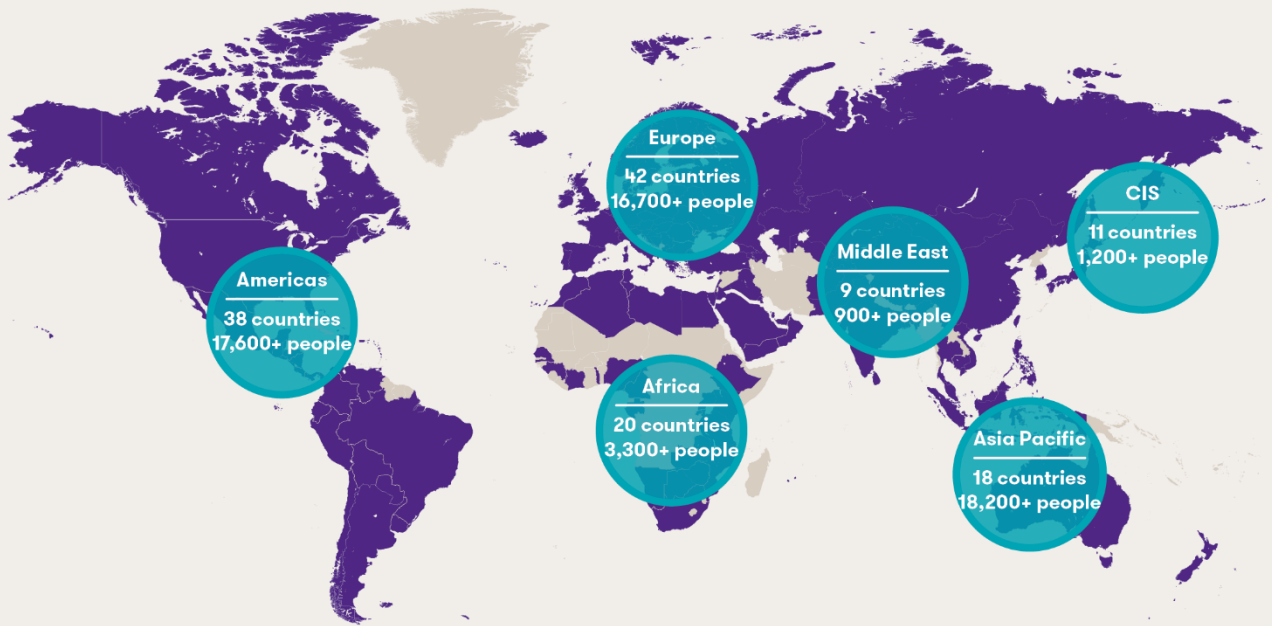 Europe
42 countries
16,700+ people
CIS
11 countries
1,200+ people
Middle East
9 countries
900+ people
Americas
38 countries
17,600+ people
Africa
20 countries
3,300+ people
Asia Pacific
18 countries
18,200+ people